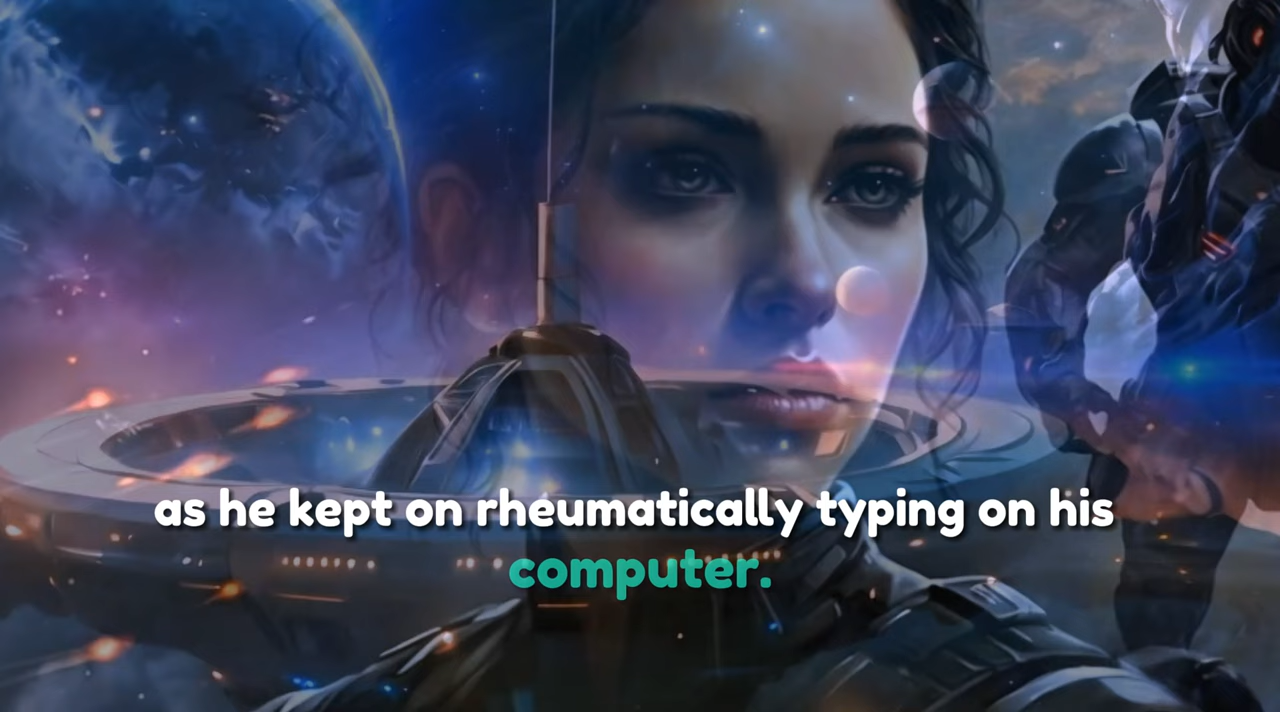 as he kept on rheumatically typing on his
computer.